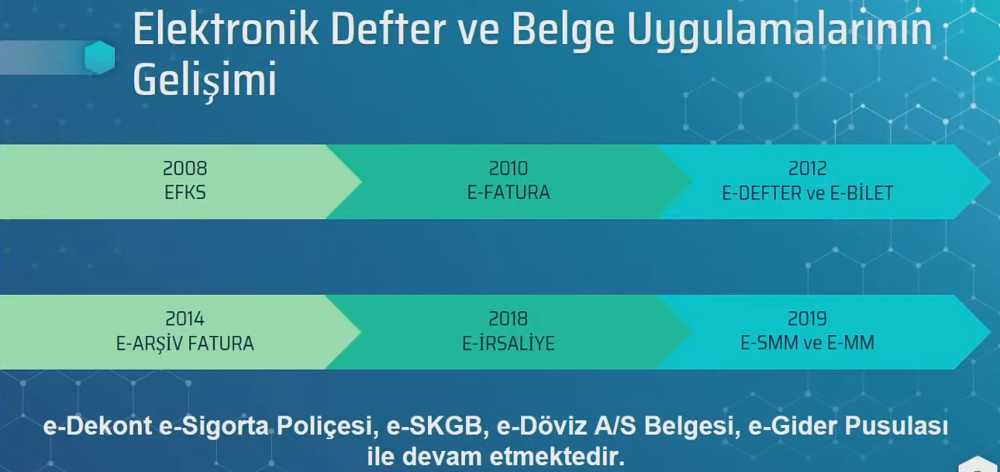 Elektronik Defter ve Belge Uygulamalarının
Gelişimi
2008
EFKS
2010
E-FATURA
2012
E-DEFTER ve E-BİLET
2014
E-ARŞİV FATURA
2018
E-İRSALİYE
2019
E-SMM ve E-MM
e-Dekont e-Sigorta Poliçesi, e-SKGB, e-Döviz A/S Belgesi, e-Gider Pusulası
ile devam etmektedir.